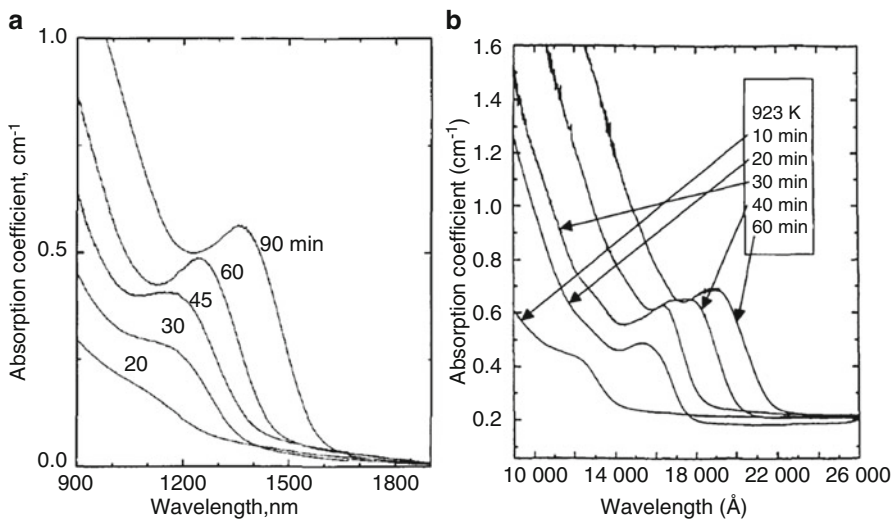 a
1.0
0.5
0.0
Absorption coefficient, cm-1
90 min
60
45
30
20
900
1200
1500
1800
Wavelength,nm
b
1.6
1.4
1.2
1.0
0.8
0.6
0.4
0.2
Absorption coefficient (cm-1)
923 K
10 min
20 min
30 min
40 min
60 min
10 000
14 000
18 000
22 000
26 000
Wavelength (Å)